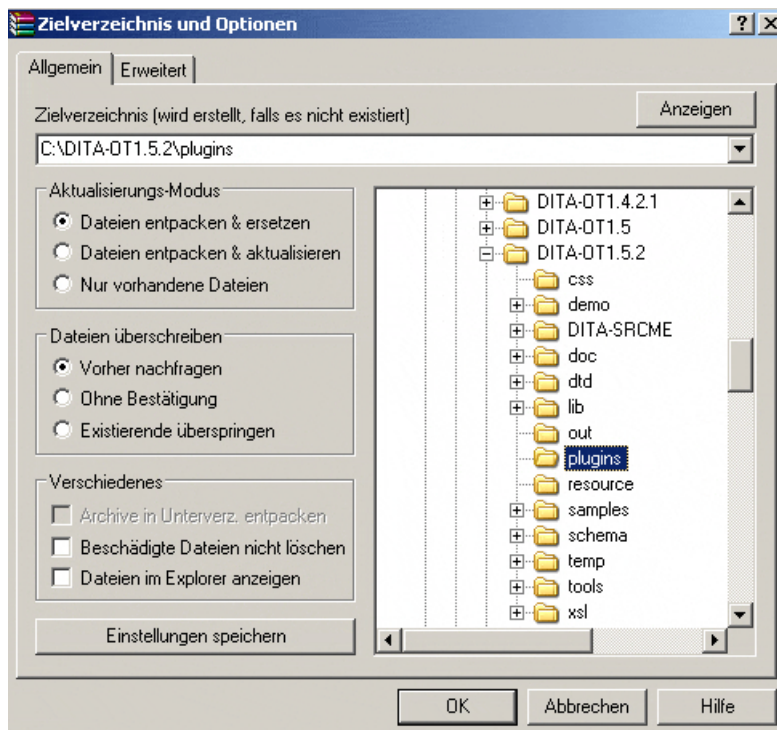 Zielverzeichnis und Optionen
Allgemein
Erweitert
Zielverzeichnis (wird erstellt, falls es nicht existiert)
Anzeigen
C:\DITA-OT1.5.2\plugins
Aktualisierungs-Modus
Dateien entpacken & ersetzen
Dateien entpacken & aktualisieren
Nur vorhandene Dateien
Dateien überschreiben
Vorher nachfragen
Ohne Bestätigung
Existierende überspringen
Verschiedenes
Archive in Unterverz. entpacken
Beschädigte Dateien nicht löschen
Dateien im Explorer anzeigen
Einstellungen speichern
DITA-OT1.4.2.1
DITA-OT1.5
DITA-OT1.5.2
css
demo
DITA-SRCME
doc
dtd
lib
out
plugins
resource
samples
schema
temp
tools
xsl
OK
Abbrechen
Hilfe